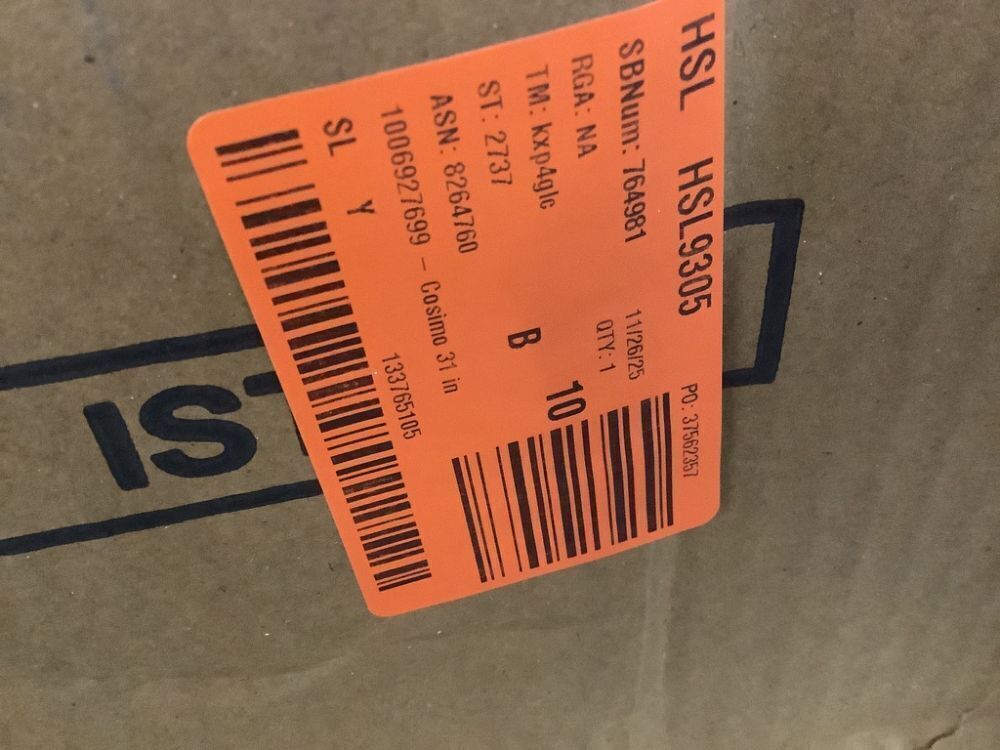 HSL HSL9305 PO: 37562357
SBNum: 764981 11/26/25
RGA: NA QTY: 1
TM: kxp4glc 10
ST: 2737 B
ASN: 8264760
1006927699 - Cosimo 31 in
SL Y 133765105
IS